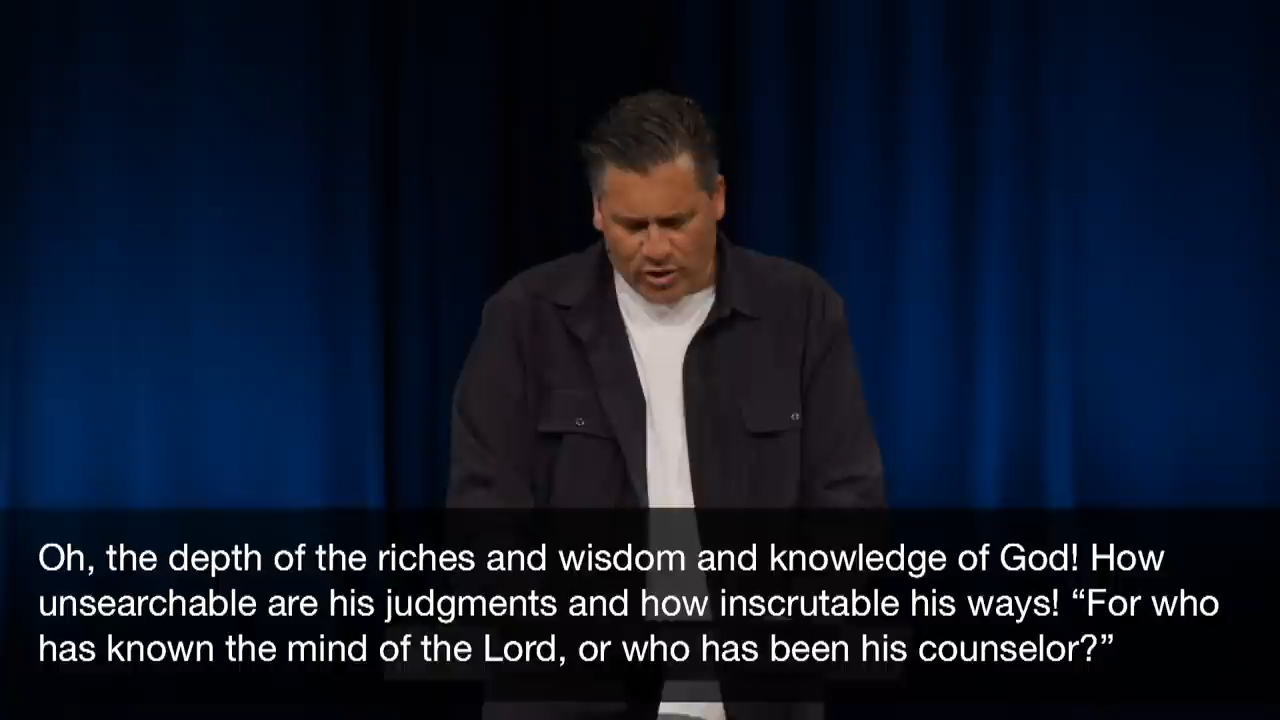 Oh, the depth of the riches and wisdom and knowledge of God! How
unsearchable are his judgments and how inscrutable his ways! “For who
has known the mind of the Lord, or who has been his counselor?”